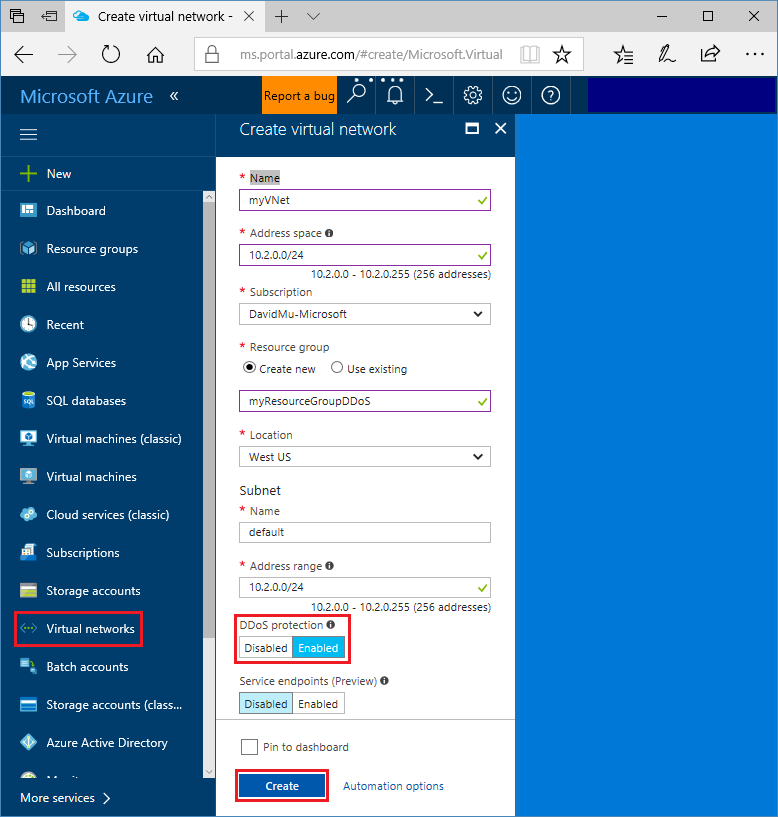 Create virtual network -
ms.portal.azure.com/#create/Microsoft.Virtual
Microsoft Azure «
Report a bug
New
Dashboard
Resource groups
All resources
Recent
App Services
SQL databases
Virtual machines (classic)
Virtual machines
Cloud services (classic)
Subscriptions
Storage accounts
Virtual networks
Batch accounts
Storage accounts (class...
Azure Active Directory
More services
Create virtual network
* Name
myVNet
* Address space
10.2.0.0/24
10.2.0.0 - 10.2.0.255 (256 addresses)
* Subscription
DavidMu-Microsoft
* Resource group
Create new Use existing
myResourceGroupDDoS
* Location
West US
Subnet
* Name
default
* Address range
10.2.0.0/24
10.2.0.0 - 10.2.0.255 (256 addresses)
DDoS protection
Disabled Enabled
Service endpoints (Preview)
Disabled Enabled
Pin to dashboard
Create Automation options